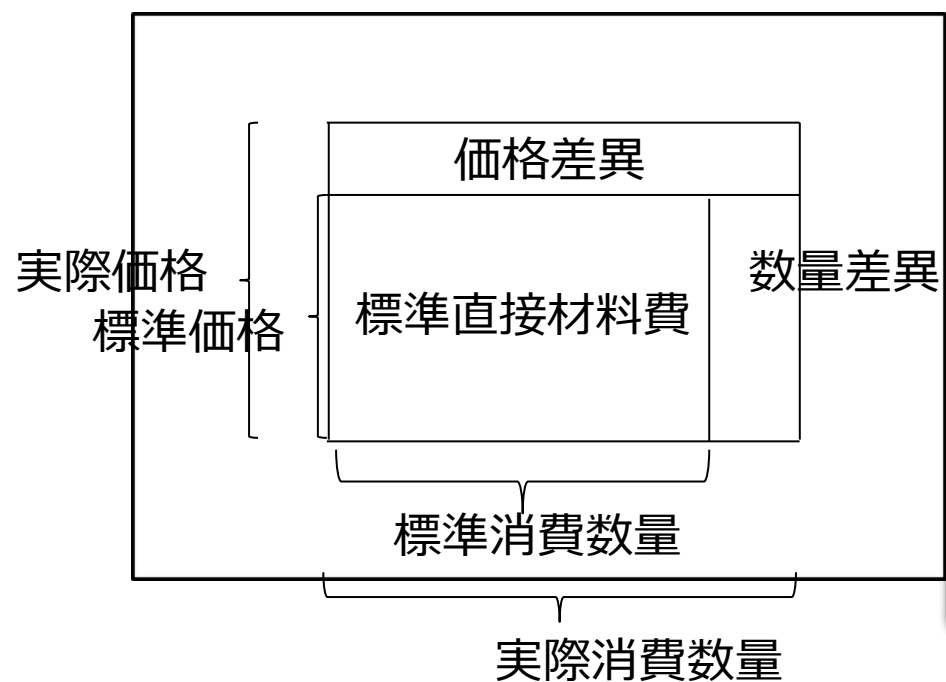 価格差異
実際価格
標準価格
標準直接材料費
数量差異
標準消費数量
実際消費数量